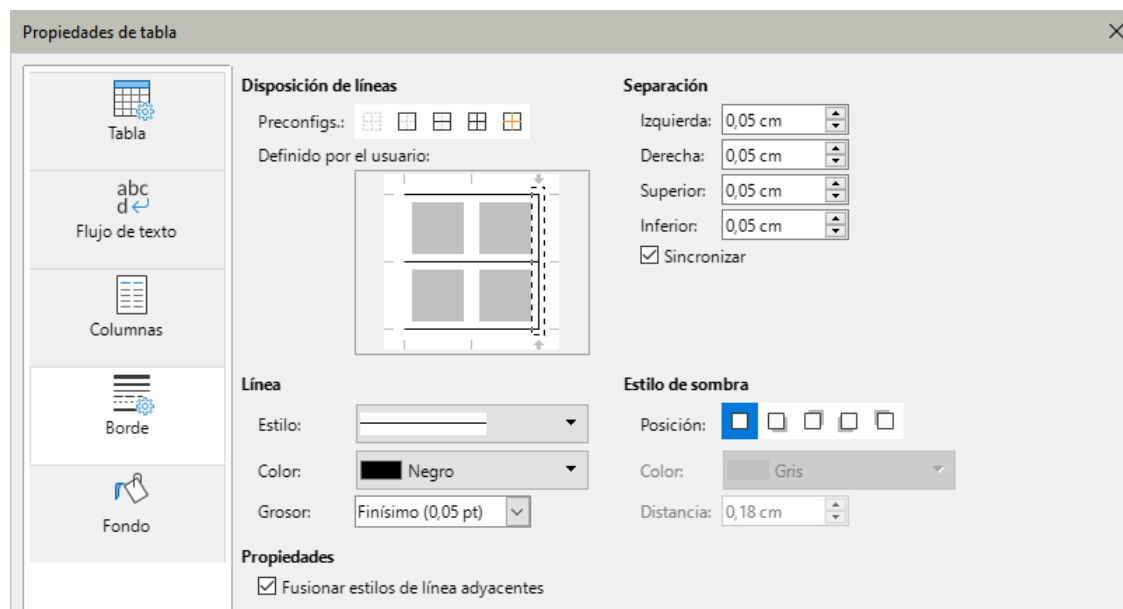 Propiedades de tabla
Tabla
abc
d
Flujo de texto
Columnas
Borde
Fondo
Disposición de líneas
Preconfigs.:
Definido por el usuario:
Separación
Izquierda: 0,05 cm
Derecha: 0,05 cm
Superior: 0,05 cm
Inferior: 0,05 cm
Sincronizar
Línea
Estilo:
Color: Negro
Grosor: Finísimo (0,05 pt)
Estilo de sombra
Posición:
Color: Gris
Distancia: 0,18 cm
Propiedades
Fusionar estilos de línea adyacentes